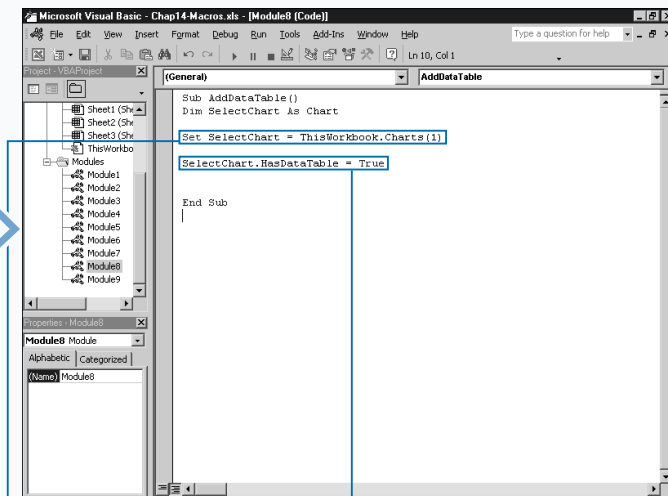 Microsoft Visual Basic - Chap14-Macros.xls - [Module8 (Code)]
File Edit View Insert Format Debug Run Tools Add-Ins Window Help
Type a question for help
Ln 10, Col 1
Project - VBAProject
(General)
AddDataTable
Sheet1 (She
Sheet2 (She
Sheet3 (She
ThisWorkbo
Modules
Module1
Module2
Module3
Module4
Module5
Module6
Module7
Module8
Module9
Sub AddDataTable()
Dim SelectChart As Chart
Set SelectChart = ThisWorkbook.Charts(1)
SelectChart.HasDataTable = True
End Sub
Properties - Module8
Module8 Module
Alphabetic Categorized
(Name) Module8